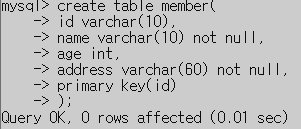 mysql> create table member(
    -> id varchar(10),
    -> name varchar(10) not null,
    -> age int,
    -> address varchar(60) not null,
    -> primary key(id)
    -> );
Query OK, 0 rows affected (0.01 sec)